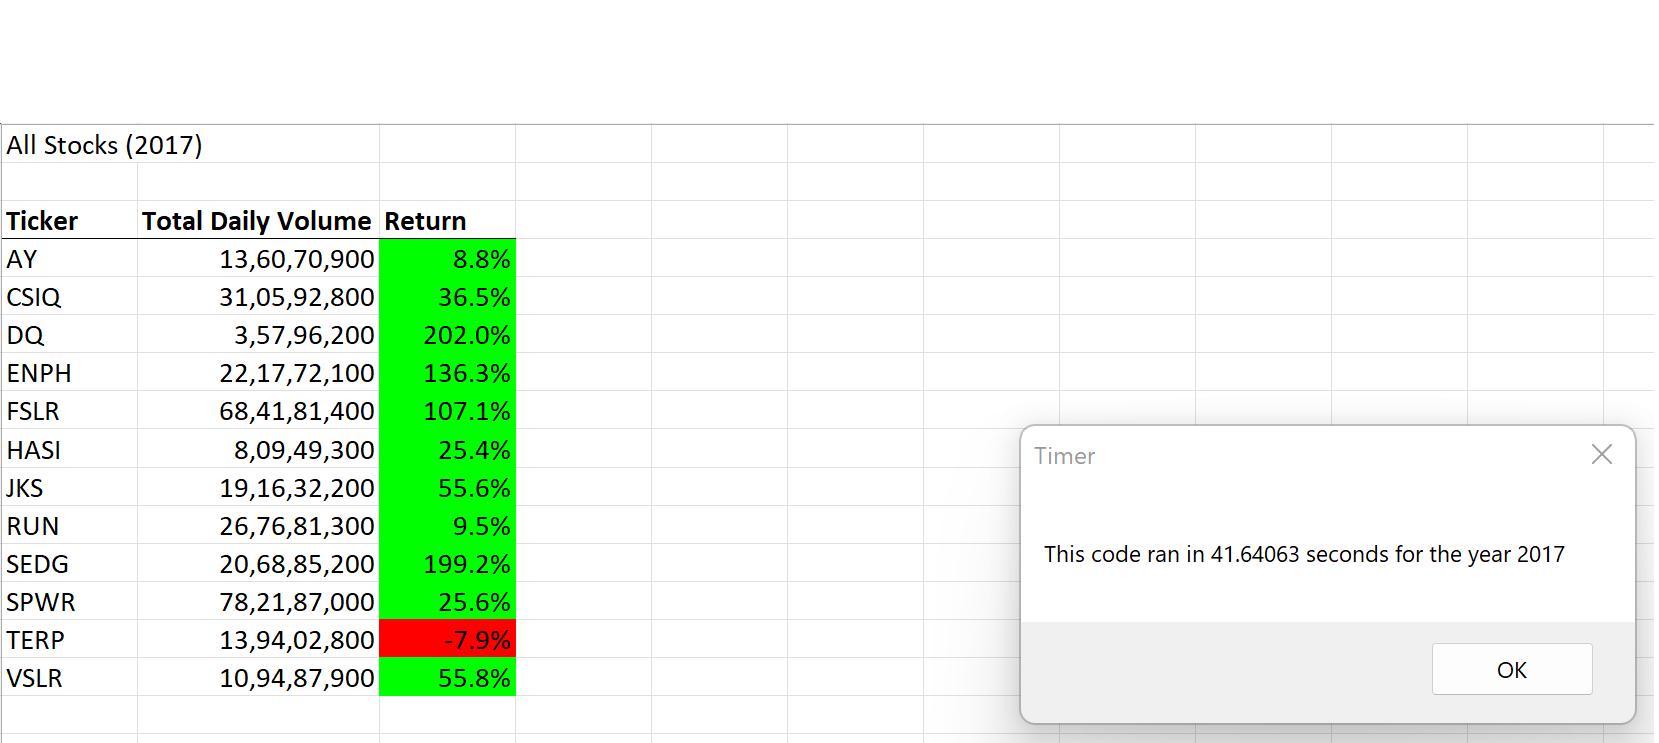 All Stocks (2017)
Ticker Total Daily Volume Return
AY 13,60,70,900 8.8%
CSIQ 31,05,92,800 36.5%
DQ 3,57,96,200 202.0%
ENPH 22,17,72,100 136.3%
FSLR 68,41,81,400 107.1%
HASI 8,09,49,300 25.4%
JKS 19,16,32,200 55.6%
RUN 26,76,81,300 9.5%
SEDG 20,68,85,200 199.2%
SPWR 78,21,87,000 25.6%
TERP 13,94,02,800 -7.9%
VSLR 10,94,87,900 55.8%
Timer
This code ran in 41.64063 seconds for the year 2017
OK